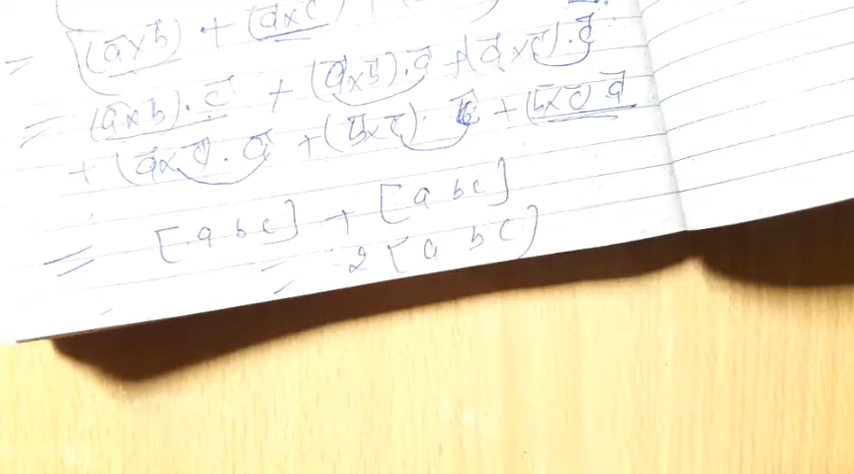 = (a⃗×b⃗) + (a⃗×c⃗)
= (a⃗×b⃗).c⃗ + (a⃗×b⃗).a⃗ + (a⃗×c⃗).c⃗
+ (a⃗×c⃗).a⃗ + (b⃗×c⃗). + (b⃗×c⃗) a⃗
= [a b c] + [a b c]
= 2 [a b c]